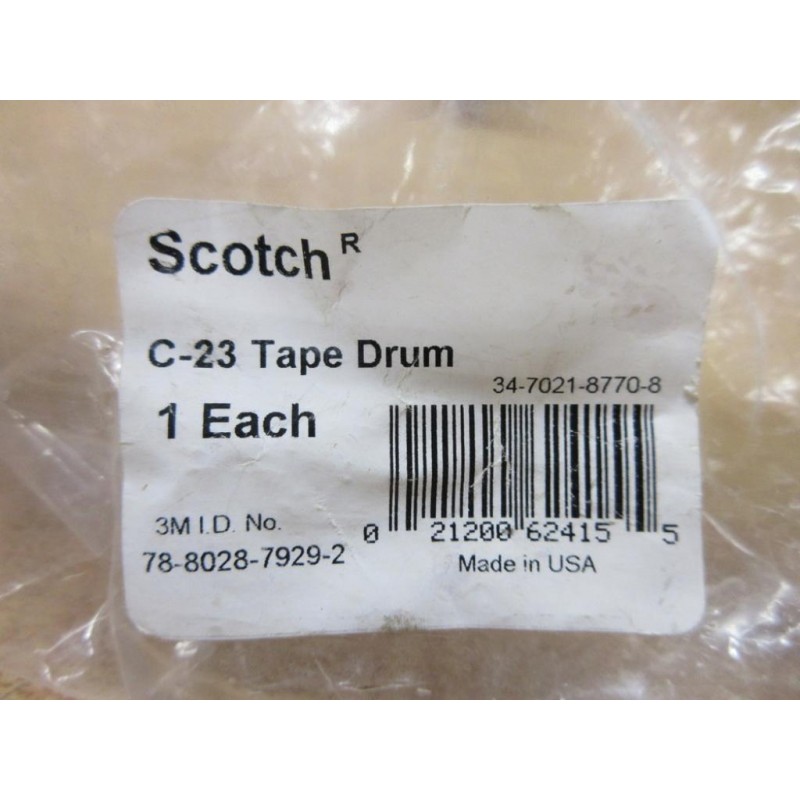 Scotch R
C-23 Tape Drum
34-7021-8770-8
1 Each
3M I.D. No.
78-8028-7929-2
0 21200 62415 5
Made in USA